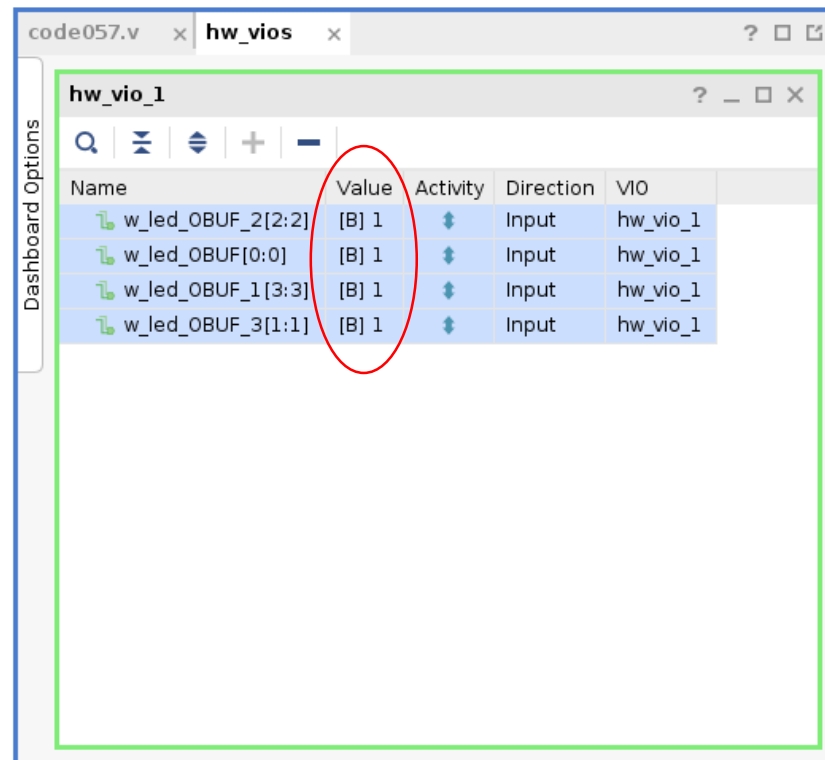 code057.v × hw_vios ×
Dashboard Options
hw_vio_1
Name Value Activity Direction VIO
w_led_OBUF_2[2:2] [B] 1 Input hw_vio_1
w_led_OBUF[0:0] [B] 1 Input hw_vio_1
w_led_OBUF_1[3:3] [B] 1 Input hw_vio_1
w_led_OBUF_3[1:1] [B] 1 Input hw_vio_1